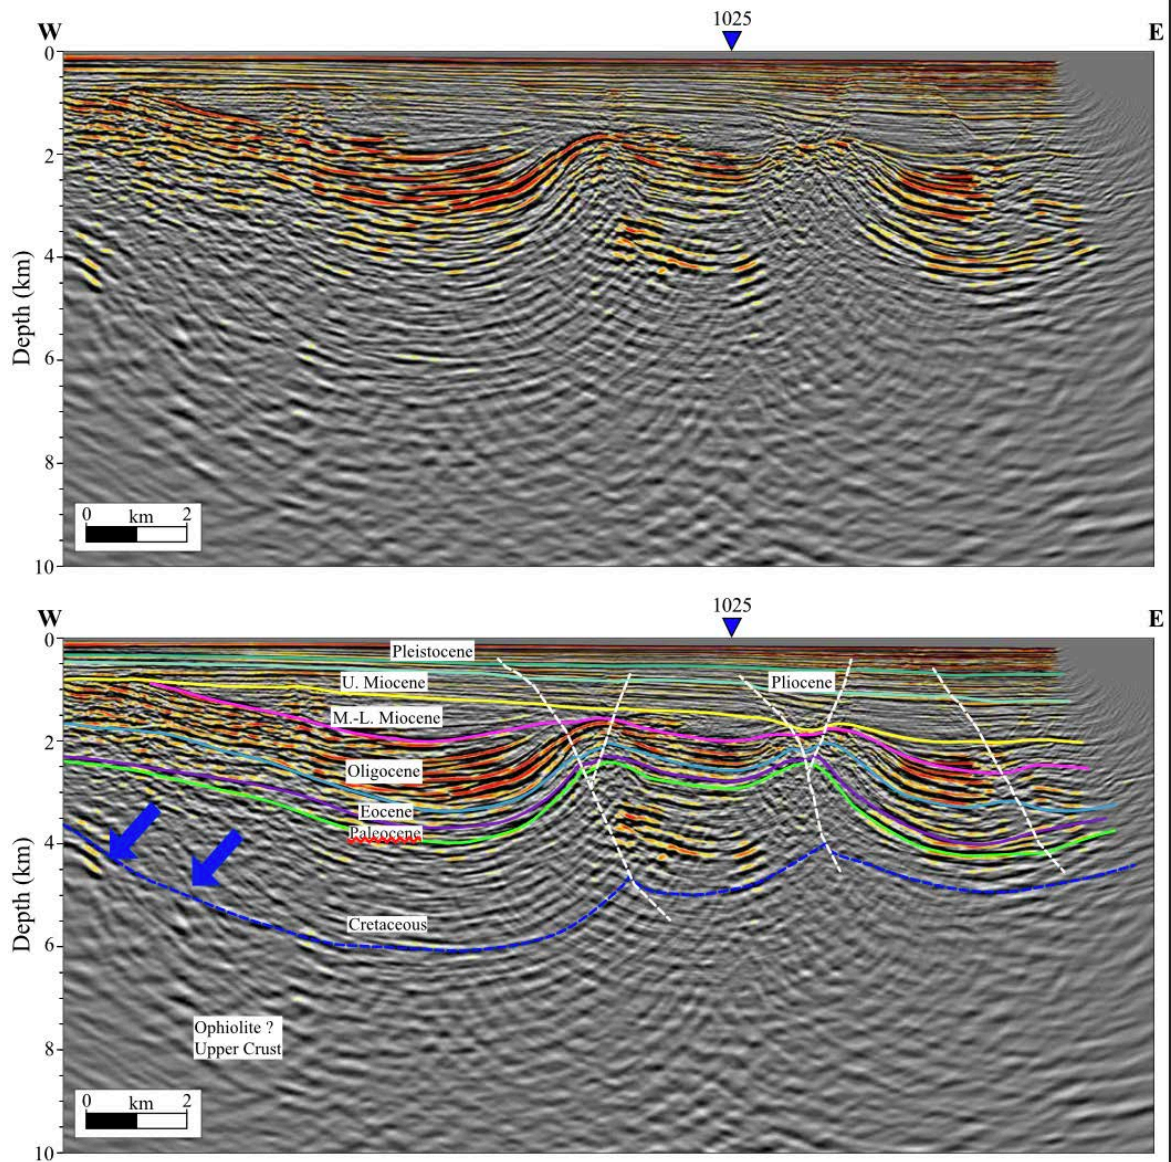 1025
W E
0
2
4
6
8
10
Depth (km)
0 km 2
1025
W E
0
2
4
6
8
10
Depth (km)
Pleistocene
U. Miocene
Pliocene
M.-L. Miocene
Oligocene
Eocene
Paleocene
Cretaceous
Ophiolite ?
Upper Crust
0 km 2